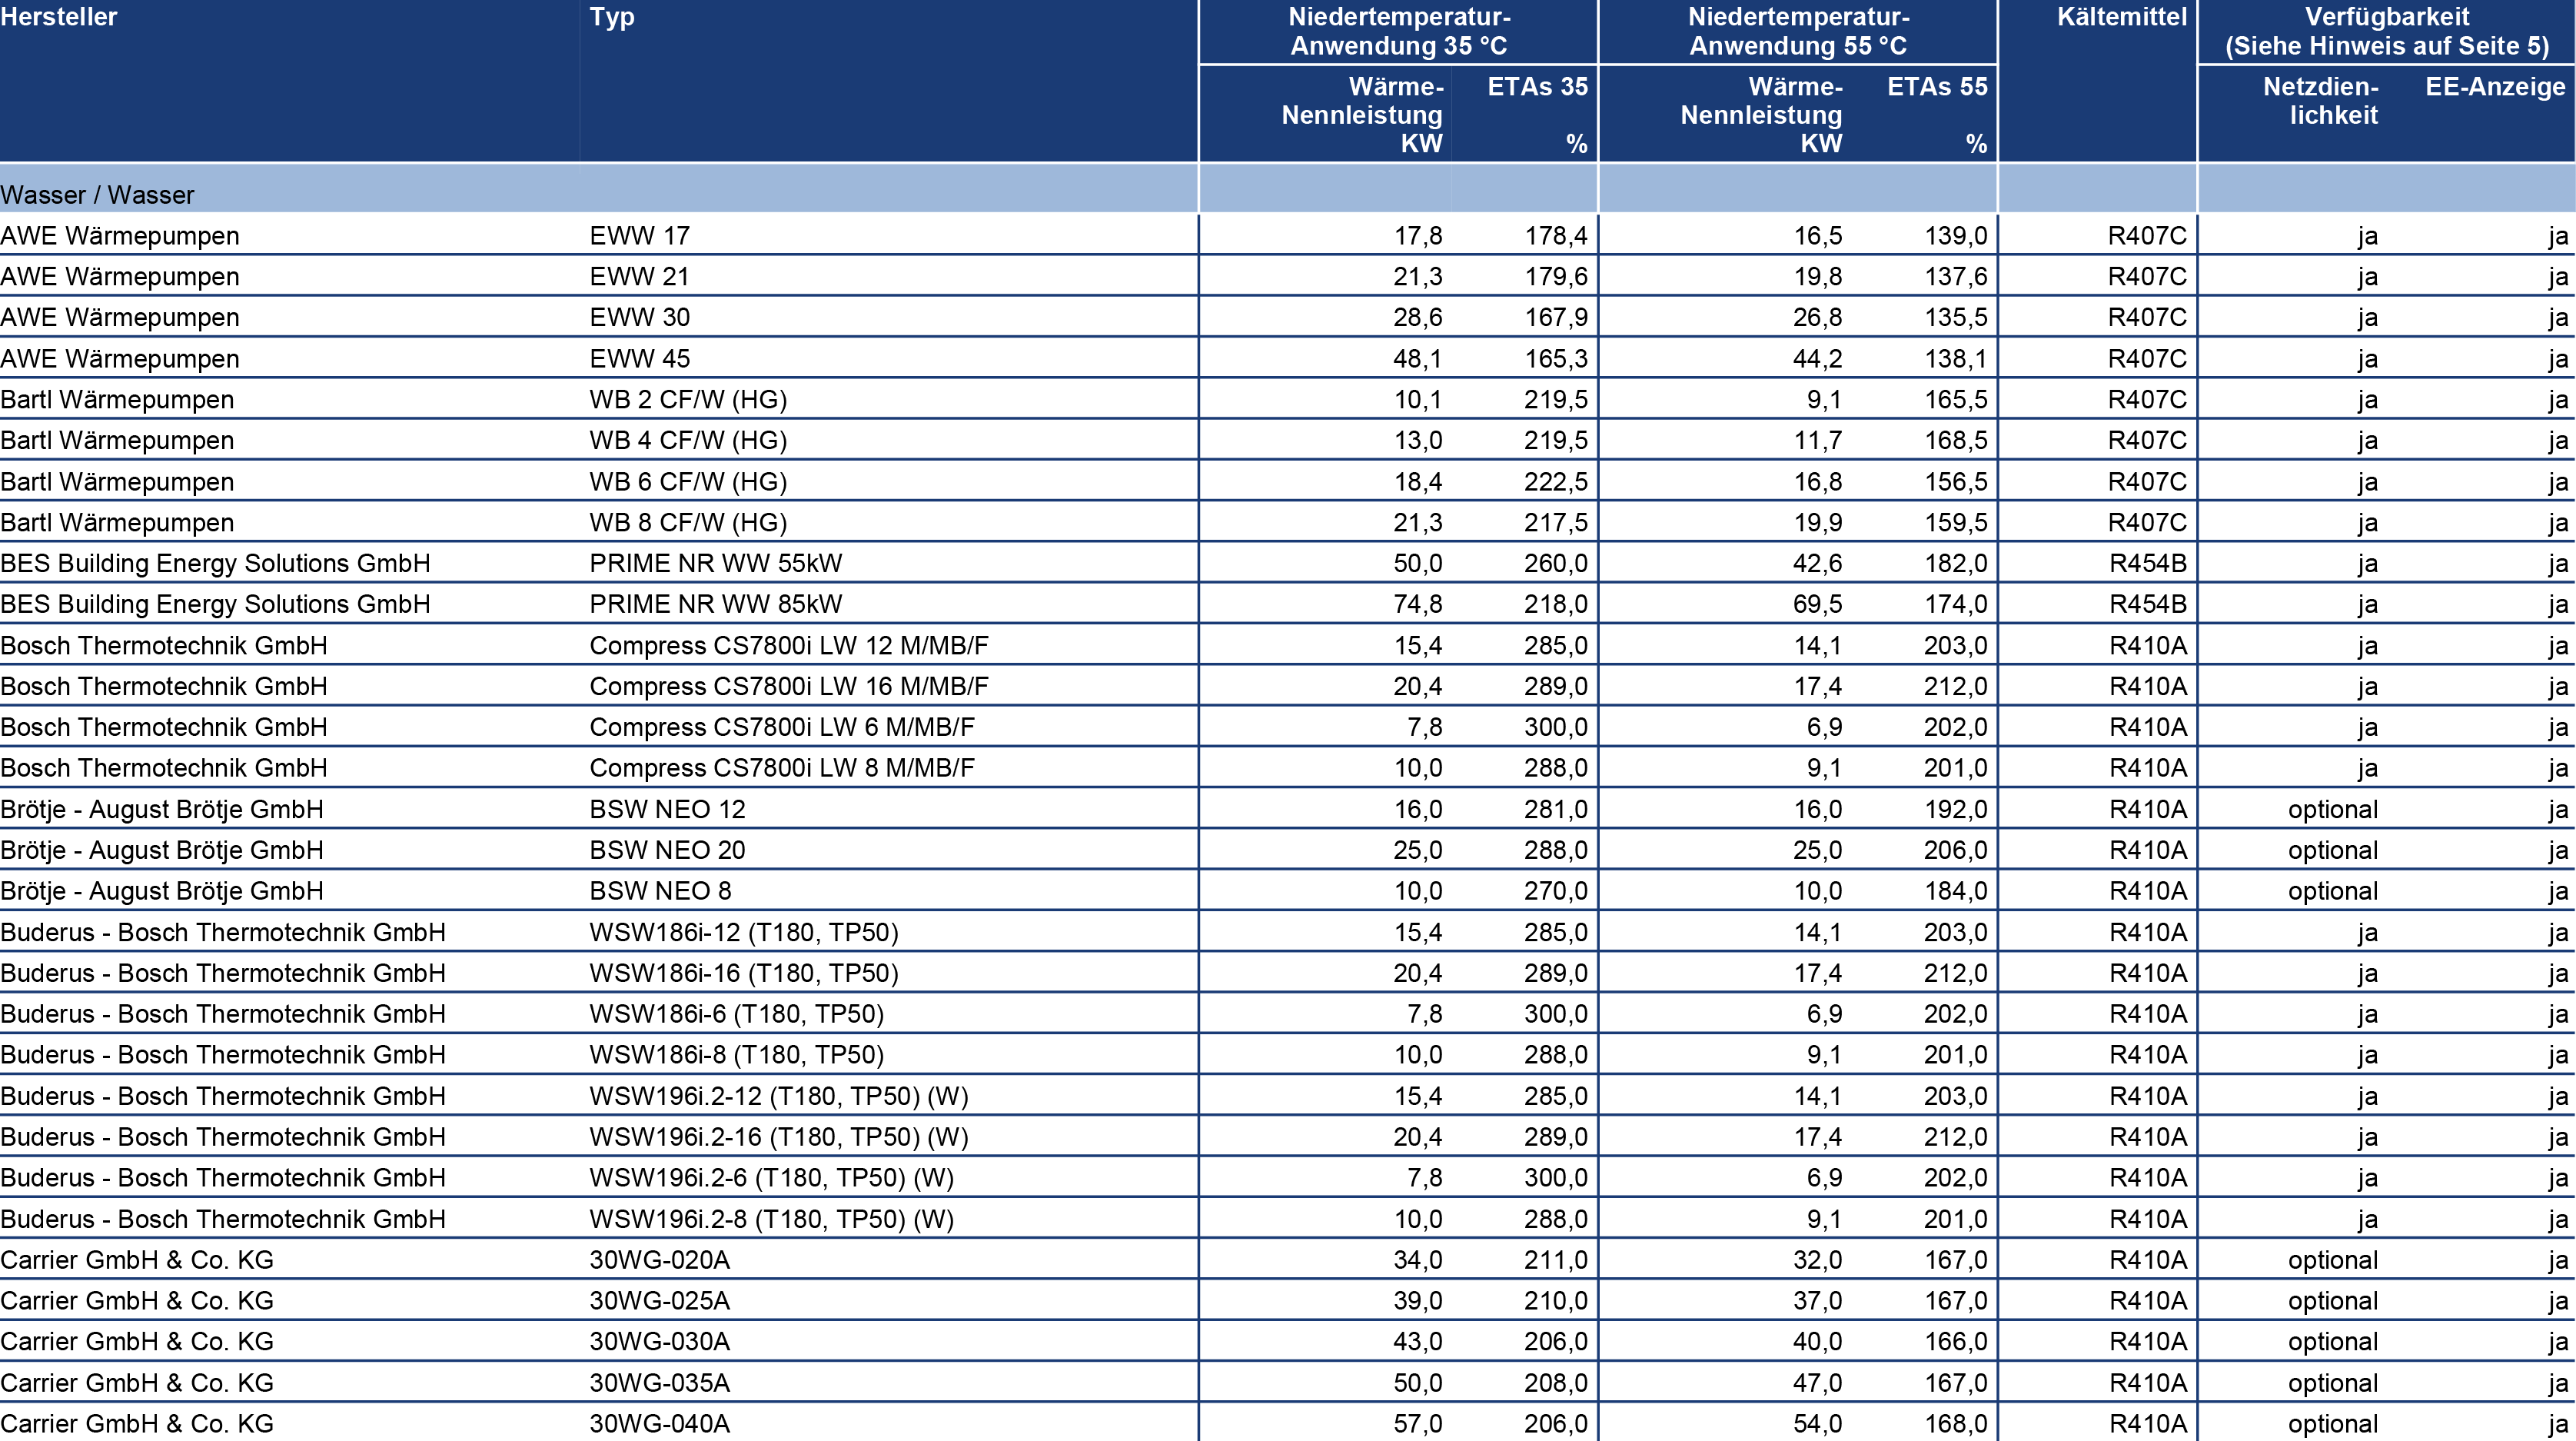 Hersteller Typ Niedertemperatur- Niedertemperatur- Kältemittel Verfügbarkeit
Anwendung 35 °C Anwendung 55 °C (Siehe Hinweis auf Seite 5)
Wärme- ETAs 35 Wärme- ETAs 55 Netzdien- EE-Anzeige
Nennleistung Nennleistung lichkeit
KW % KW %
Wasser / Wasser
AWE Wärmepumpen EWW 17 17,8 178,4 16,5 139,0 R407C ja ja
AWE Wärmepumpen EWW 21 21,3 179,6 19,8 137,6 R407C ja ja
AWE Wärmepumpen EWW 30 28,6 167,9 26,8 135,5 R407C ja ja
AWE Wärmepumpen EWW 45 48,1 165,3 44,2 138,1 R407C ja ja
Bartl Wärmepumpen WB 2 CF/W (HG) 10,1 219,5 9,1 165,5 R407C ja ja
Bartl Wärmepumpen WB 4 CF/W (HG) 13,0 219,5 11,7 168,5 R407C ja ja
Bartl Wärmepumpen WB 6 CF/W (HG) 18,4 222,5 16,8 156,5 R407C ja ja
Bartl Wärmepumpen WB 8 CF/W (HG) 21,3 217,5 19,9 159,5 R407C ja ja
BES Building Energy Solutions GmbH PRIME NR WW 55kW 50,0 260,0 42,6 182,0 R454B ja ja
BES Building Energy Solutions GmbH PRIME NR WW 85kW 74,8 218,0 69,5 174,0 R454B ja ja
Bosch Thermotechnik GmbH Compress CS7800i LW 12 M/MB/F 15,4 285,0 14,1 203,0 R410A ja ja
Bosch Thermotechnik GmbH Compress CS7800i LW 16 M/MB/F 20,4 289,0 17,4 212,0 R410A ja ja
Bosch Thermotechnik GmbH Compress CS7800i LW 6 M/MB/F 7,8 300,0 6,9 202,0 R410A ja ja
Bosch Thermotechnik GmbH Compress CS7800i LW 8 M/MB/F 10,0 288,0 9,1 201,0 R410A ja ja
Brötje - August Brötje GmbH BSW NEO 12 16,0 281,0 16,0 192,0 R410A optional ja
Brötje - August Brötje GmbH BSW NEO 20 25,0 288,0 25,0 206,0 R410A optional ja
Brötje - August Brötje GmbH BSW NEO 8 10,0 270,0 10,0 184,0 R410A optional ja
Buderus - Bosch Thermotechnik GmbH WSW186i-12 (T180, TP50) 15,4 285,0 14,1 203,0 R410A ja ja
Buderus - Bosch Thermotechnik GmbH WSW186i-16 (T180, TP50) 20,4 289,0 17,4 212,0 R410A ja ja
Buderus - Bosch Thermotechnik GmbH WSW186i-6 (T180, TP50) 7,8 300,0 6,9 202,0 R410A ja ja
Buderus - Bosch Thermotechnik GmbH WSW186i-8 (T180, TP50) 10,0 288,0 9,1 201,0 R410A ja ja
Buderus - Bosch Thermotechnik GmbH WSW196i.2-12 (T180, TP50) (W) 15,4 285,0 14,1 203,0 R410A ja ja
Buderus - Bosch Thermotechnik GmbH WSW196i.2-16 (T180, TP50) (W) 20,4 289,0 17,4 212,0 R410A ja ja
Buderus - Bosch Thermotechnik GmbH WSW196i.2-6 (T180, TP50) (W) 7,8 300,0 6,9 202,0 R410A ja ja
Buderus - Bosch Thermotechnik GmbH WSW196i.2-8 (T180, TP50) (W) 10,0 288,0 9,1 201,0 R410A ja ja
Carrier GmbH & Co. KG 30WG-020A 34,0 211,0 32,0 167,0 R410A optional ja
Carrier GmbH & Co. KG 30WG-025A 39,0 210,0 37,0 167,0 R410A optional ja
Carrier GmbH & Co. KG 30WG-030A 43,0 206,0 40,0 166,0 R410A optional ja
Carrier GmbH & Co. KG 30WG-035A 50,0 208,0 47,0 167,0 R410A optional ja
Carrier GmbH & Co. KG 30WG-040A 57,0 206,0 54,0 168,0 R410A optional ja